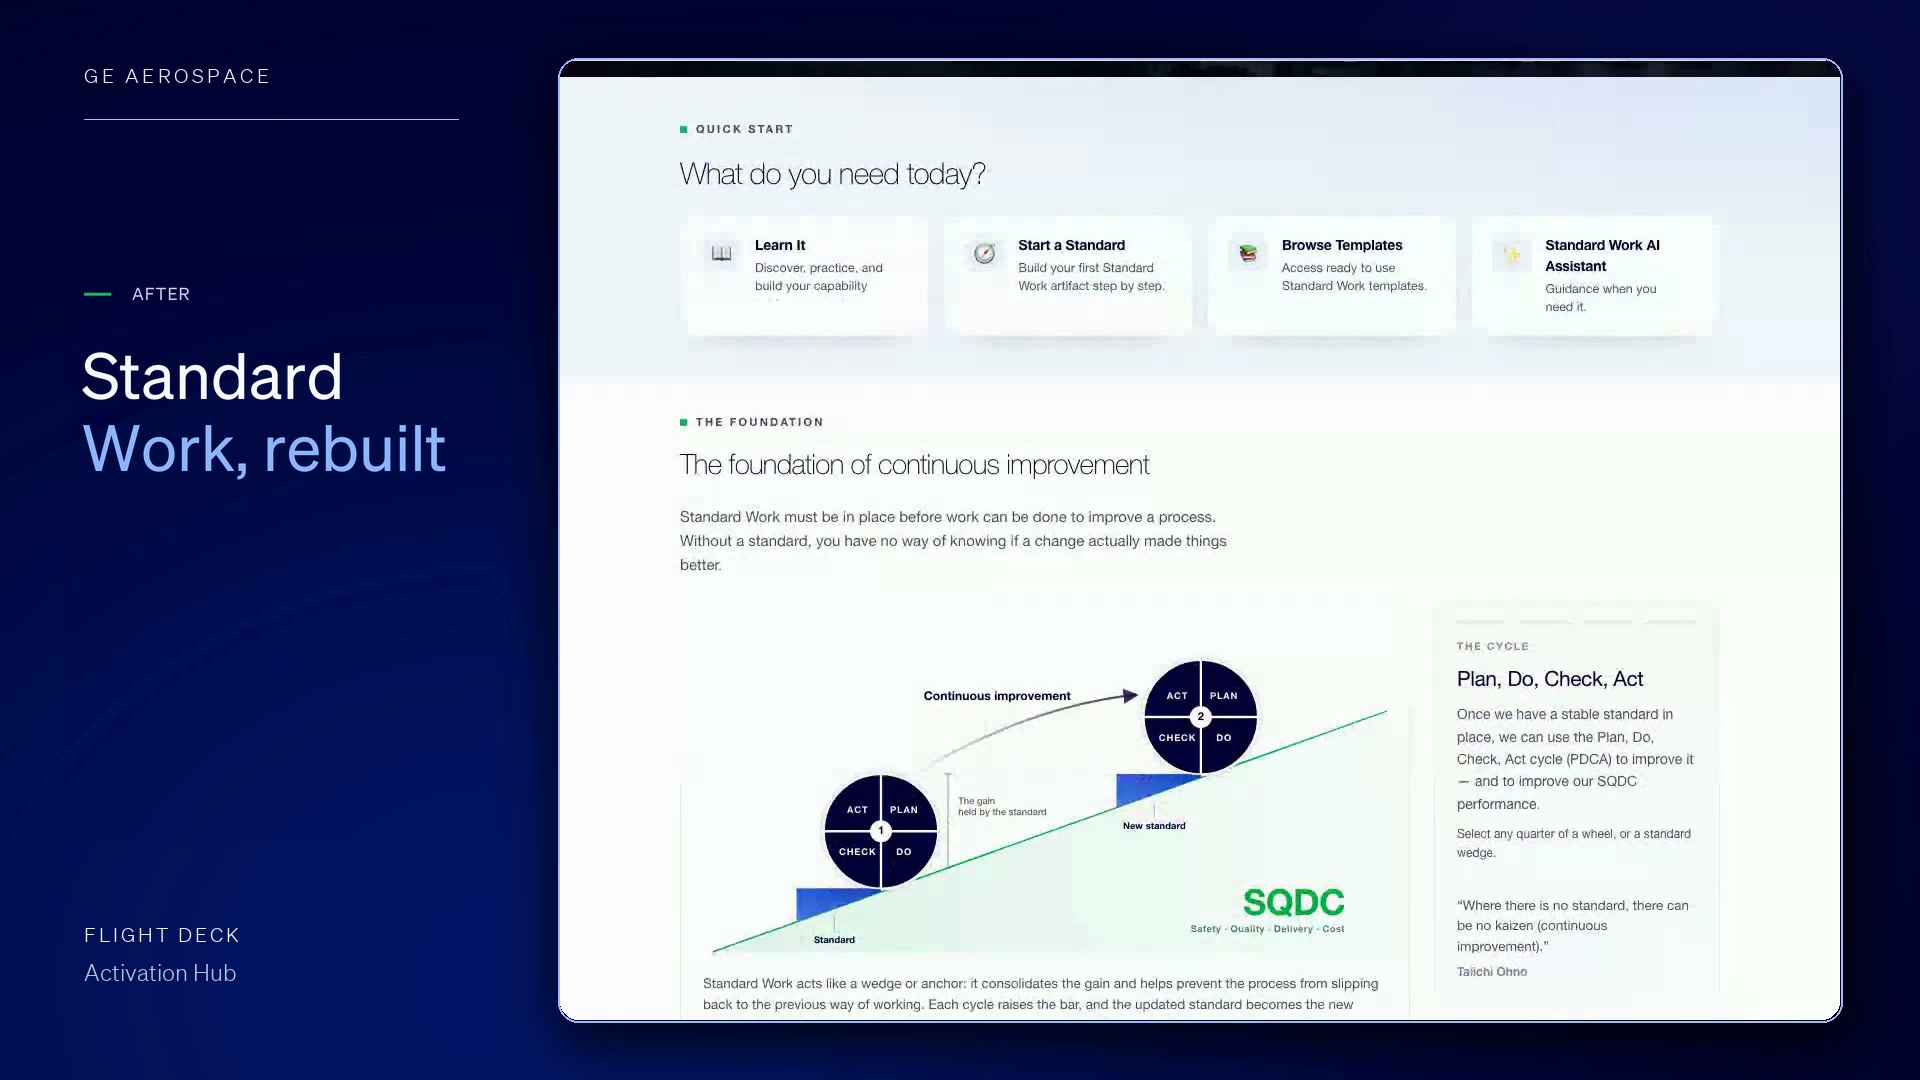 GE AEROSPACE
AFTER
Standard
Work, rebuilt
FLIGHT DECK
Activation Hub
QUICK START
What do you need today?
Learn It
Discover, practice, and
build your capability
Start a Standard
Build your first Standard
Work artifact step by step.
Browse Templates
Access ready to use
Standard Work templates.
Standard Work AI
Assistant
Guidance when you
need it.
THE FOUNDATION
The foundation of continuous improvement
Standard Work must be in place before work can be done to improve a process.
Without a standard, you have no way of knowing if a change actually made things
better.
Continuous improvement
ACT PLAN
2
CHECK DO
ACT PLAN
1
CHECK DO
The gain
held by the standard
New standard
Standard
SQDC
Safety · Quality · Delivery · Cost
Standard Work acts like a wedge or anchor: it consolidates the gain and helps prevent the process from slipping
back to the previous way of working. Each cycle raises the bar, and the updated standard becomes the new
THE CYCLE
Plan, Do, Check, Act
Once we have a stable standard in
place, we can use the Plan, Do,
Check, Act cycle (PDCA) to improve it
— and to improve our SQDC
performance.
Select any quarter of a wheel, or a standard
wedge.
“Where there is no standard, there can
be no kaizen (continuous
improvement).”
Taiichi Ohno